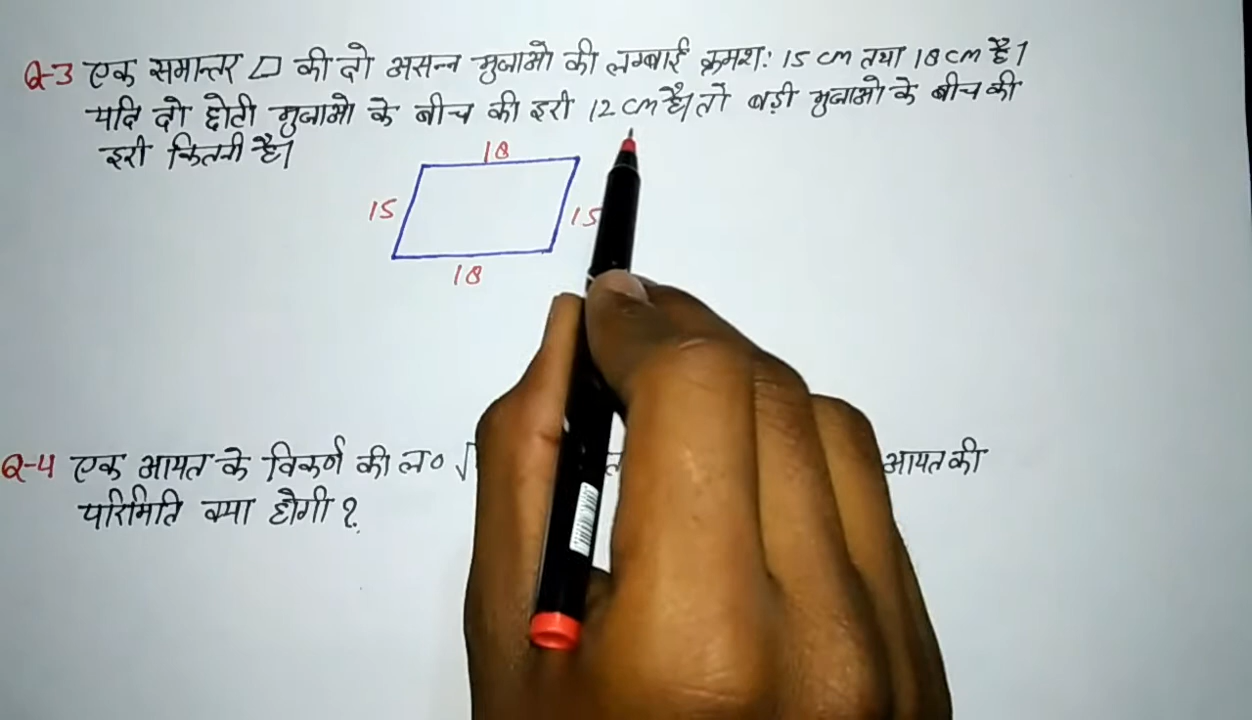 Q-3 एक समान्तर ▱ की दो असन्न भुजाओ की लम्बाई क्रमश: 15 cm तथा 18 cm है।
यदि दो छोटी भुजाओ के बीच की दूरी 12 cm है। तो बड़ी भुजाओ के बीच की
दूरी कितनी है।
18
15
15
18
Q-4 एक आयत के विकर्ण की ल० √ आयत की
परिमिति क्या होगी ?